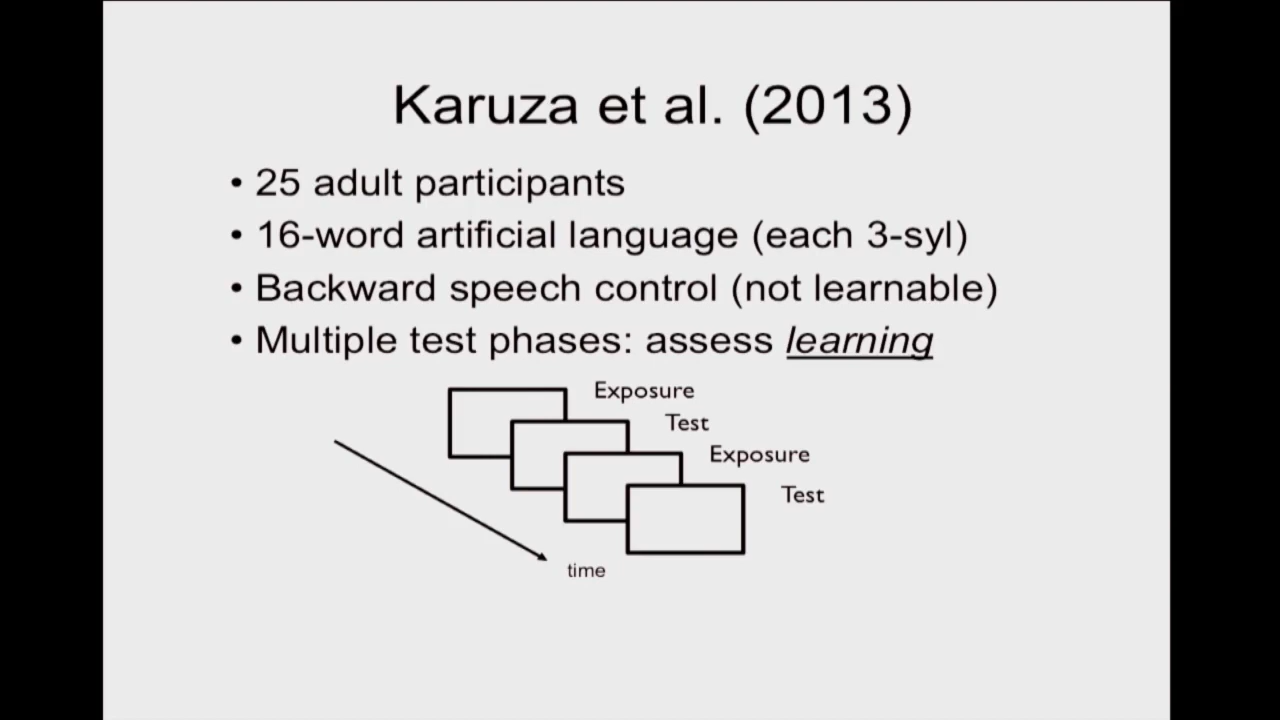 Karuza et al. (2013)
• 25 adult participants
• 16-word artificial language (each 3-syl)
• Backward speech control (not learnable)
• Multiple test phases: assess learning
Exposure
Test
Exposure
Test
time